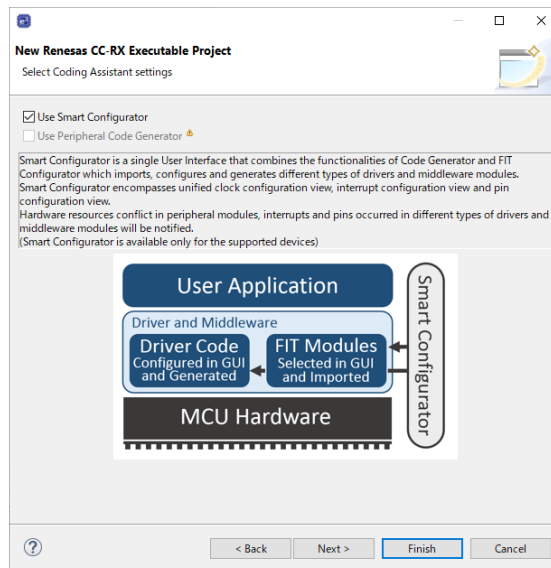 New Renesas CC-RX Executable Project
Select Coding Assistant settings
Use Smart Configurator
Use Peripheral Code Generator
Smart Configurator is a single User Interface that combines the functionalities of Code Generator and FIT
Configurator which imports, configures and generates different types of drivers and middleware modules.
Smart Configurator encompasses unified clock configuration view, interrupt configuration view and pin
configuration view.
Hardware resources conflict in peripheral modules, interrupts and pins occurred in different types of drivers and
middleware modules will be notified.
(Smart Configurator is available only for the supported devices)
User Application
Driver and Middleware
Driver Code
Configured in GUI
and Generated
FIT Modules
Selected in GUI
and Imported
MCU Hardware
Smart Configurator
?
< Back
Next >
Finish
Cancel